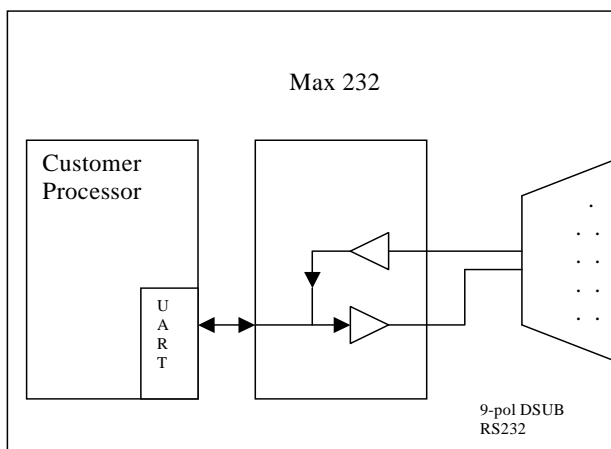 Max 232
Customer
Processor
U
A
R
T
9-pol DSUB
RS232